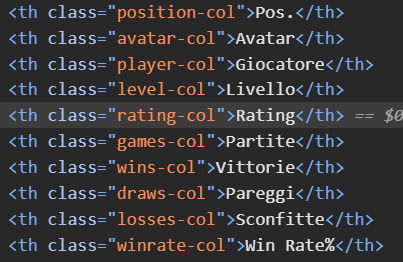 <th class="position-col">Pos.</th>
<th class="avatar-col">Avatar</th>
<th class="player-col">Giocatore</th>
<th class="level-col">Livello</th>
<th class="rating-col">Rating</th> == $0
<th class="games-col">Partite</th>
<th class="wins-col">Vittorie</th>
<th class="draws-col">Pareggi</th>
<th class="losses-col">Sconfitte</th>
<th class="winrate-col">Win Rate%</th>